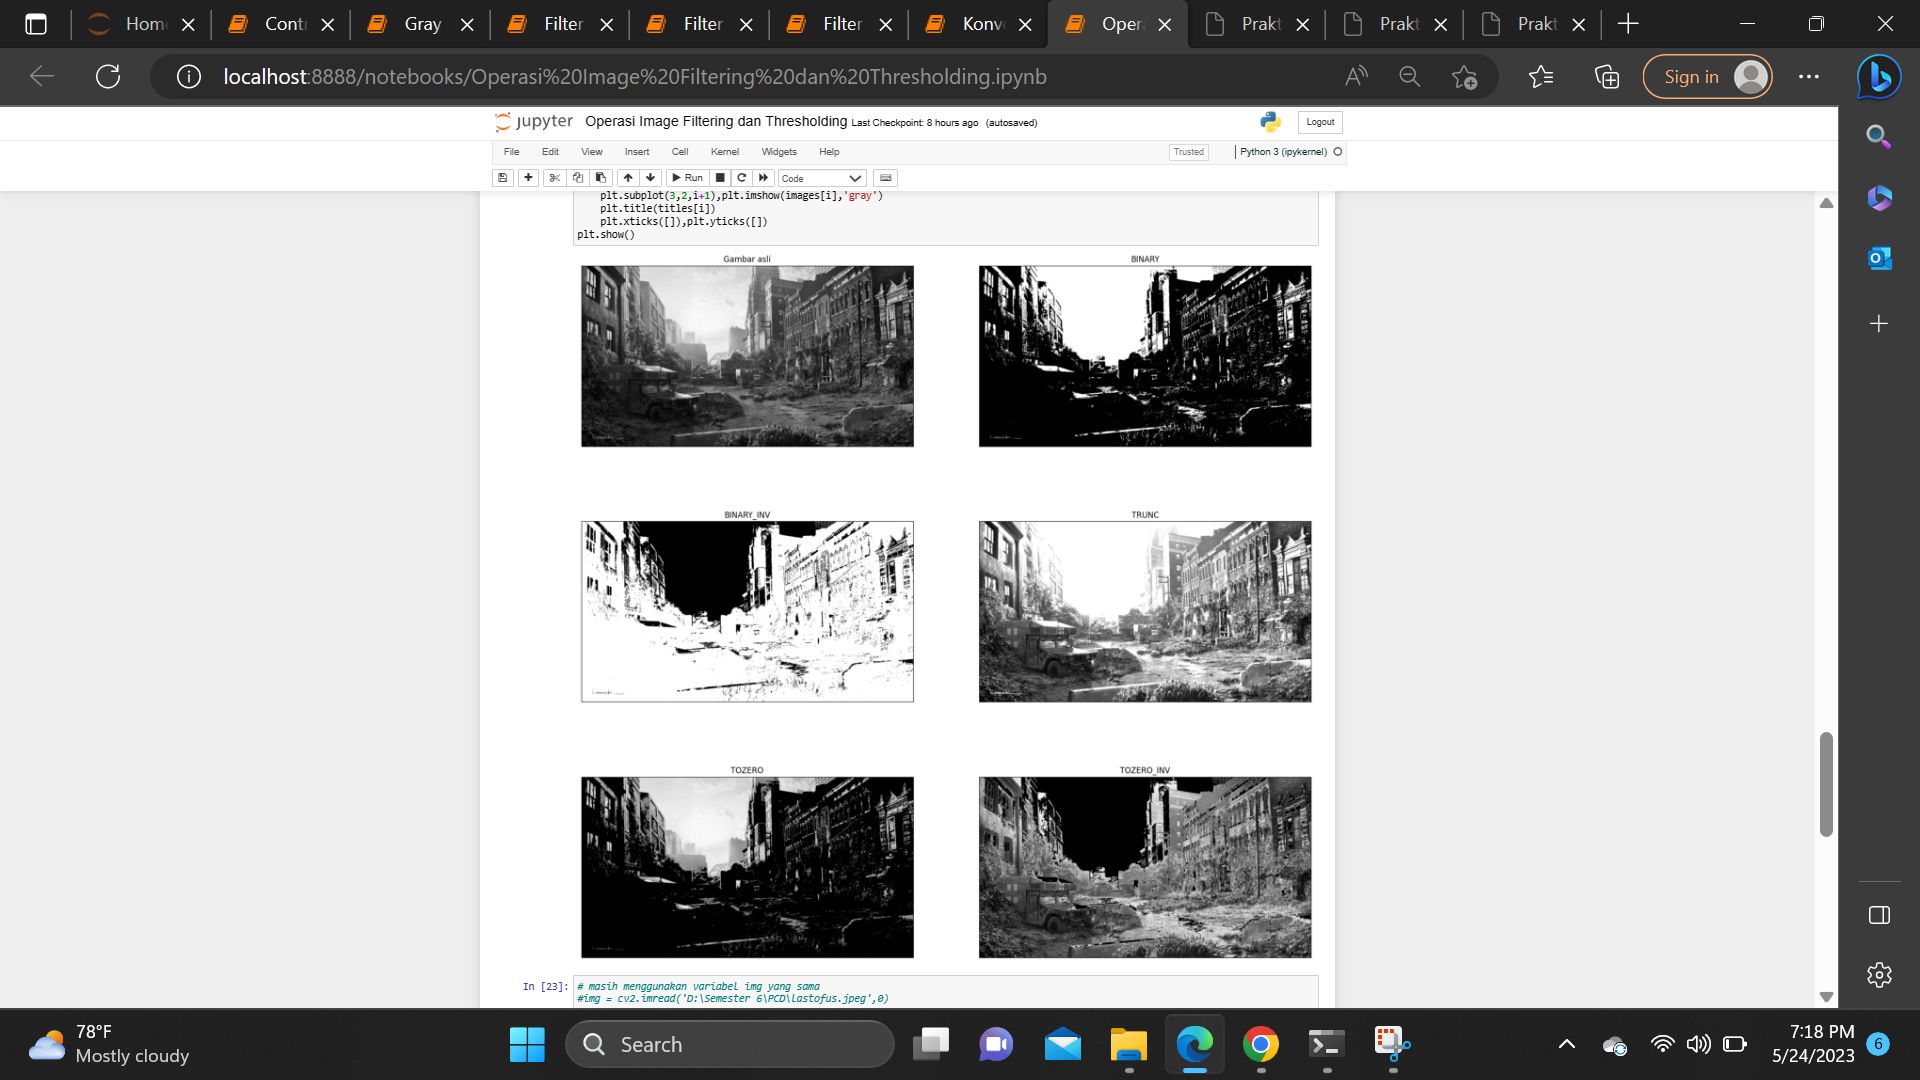 Home
Cont
Gray
Filter
Filter
Filter
Konv
Oper
Prakt
Prakt
Prakt
localhost:8888/notebooks/Operasi%20Image%20Filtering%20dan%20Thresholding.ipynb
Sign in
jupyter Operasi Image Filtering dan Thresholding Last Checkpoint: 8 hours ago (autosaved)
Logout
File Edit View Insert Cell Kernel Widgets Help
Trusted
Python 3 (ipykernel)
Run
Code
plt.subplot(3,2,i+1),plt.imshow(images[i],'gray')
plt.title(titles[i])
plt.xticks([]),plt.yticks([])
plt.show()
Gambar asli
BINARY
BINARY_INV
TRUNC
TOZERO
TOZERO_INV
In [23]: # masih menggunakan variabel img yang sama
#img = cv2.imread('D:\Semester 6\PCD\lastofus.jpeg',0)
78°F
Mostly cloudy
Search
7:18 PM
5/24/2023
6